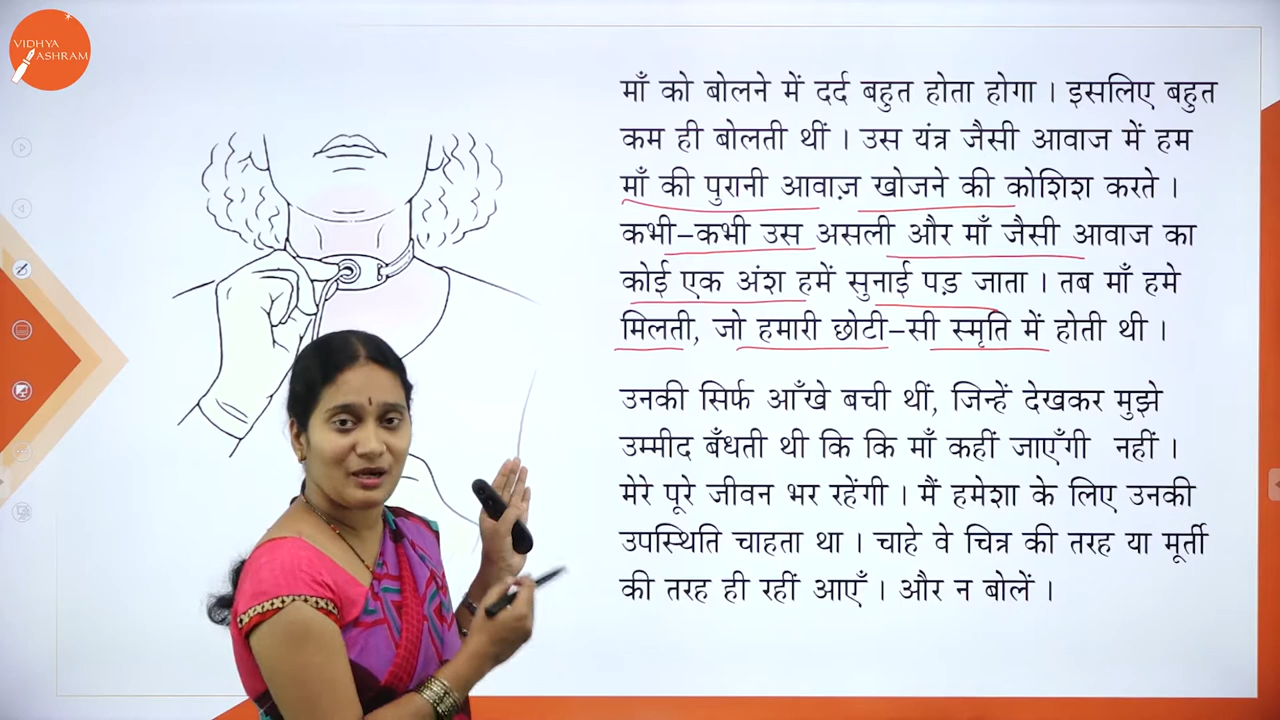 VIDHYA
ASHRAM
माँ को बोलने में दर्द बहुत होता होगा । इसलिए बहुत
कम ही बोलती थीं । उस यंत्र जैसी आवाज में हम
माँ की पुरानी आवाज़ खोजने की कोशिश करते ।
कभी–कभी उस असली और माँ जैसी आवाज का
कोई एक अंश हमें सुनाई पड़ जाता । तब माँ हमे
मिलती, जो हमारी छोटी–सी स्मृति में होती थी ।
उनकी सिर्फ आँखे बची थीं, जिन्हें देखकर मुझे
उम्मीद बँधती थी कि कि माँ कहीं जाएँगी नहीं ।
मेरे पूरे जीवन भर रहेंगी । मैं हमेशा के लिए उनकी
उपस्थिति चाहता था । चाहे वे चित्र की तरह या मूर्ती
की तरह ही रहीं आएँ । और न बोलें ।